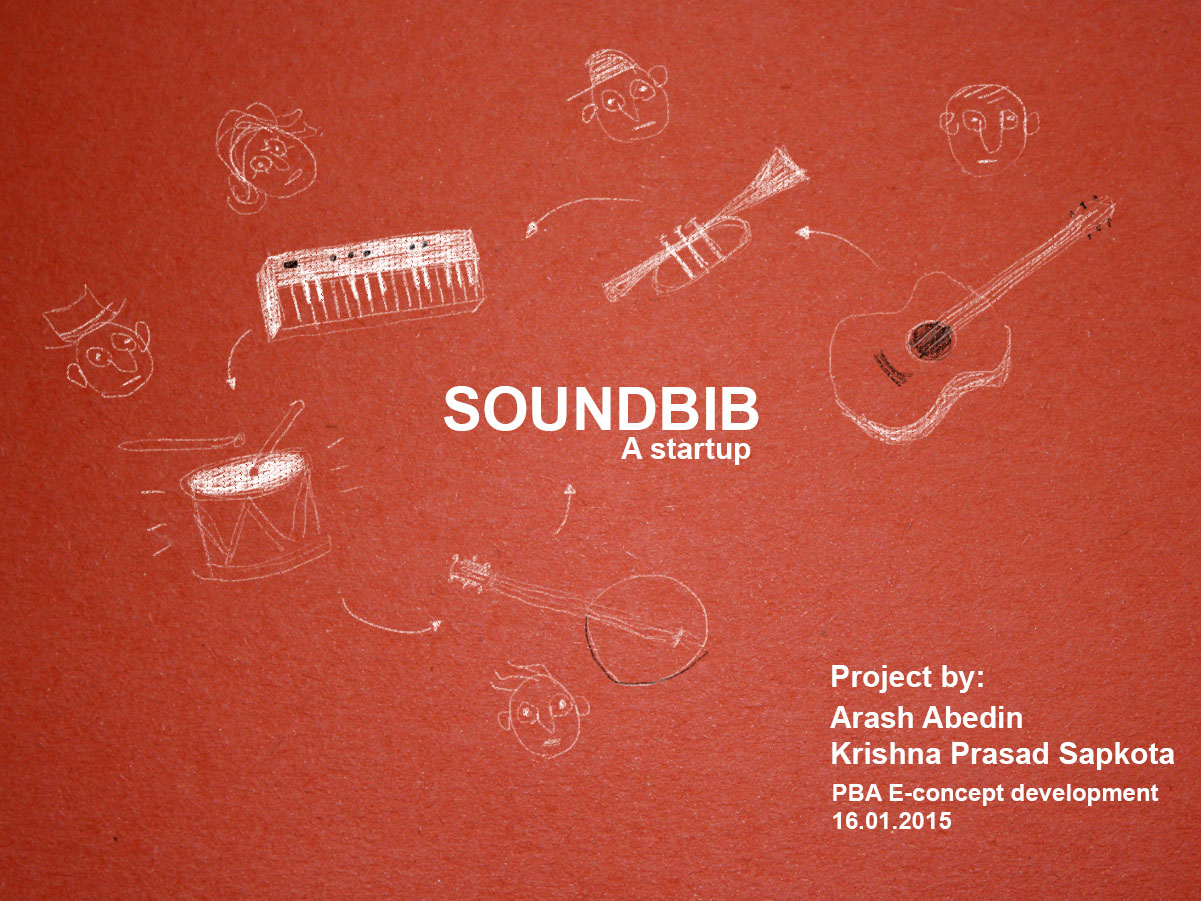 SOUNDBIB
A startup
Project by:
Arash Abedin
Krishna Prasad Sapkota
PBA E-concept development
16.01.2015